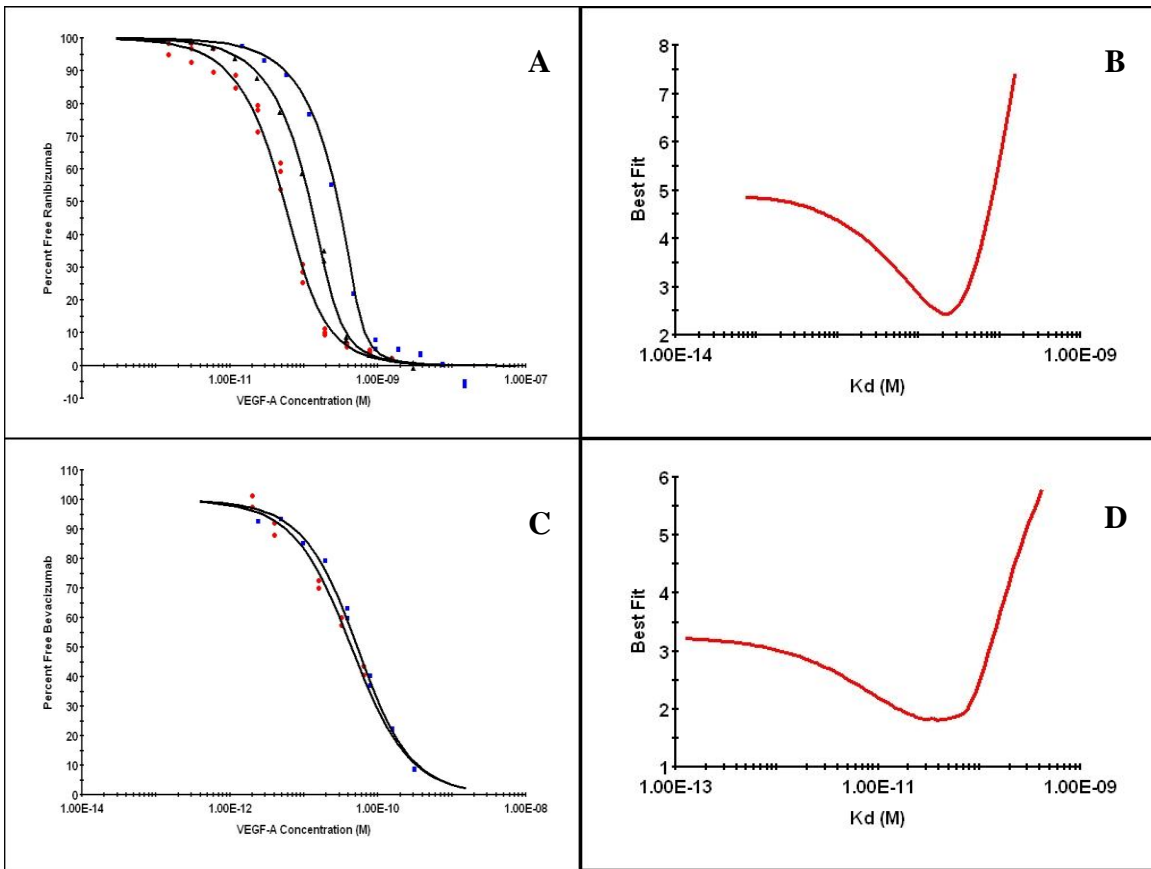 A
100
90
80
70
60
50
40
30
20
10
0
-10
Percent Free Ranibizumab
1.00E-11
1.00E-09
1.00E-07
VEGF-A Concentration (M)
B
8
7
6
5
4
3
2
Best Fit
1.00E-14
1.00E-09
Kd (M)
C
110
100
90
80
70
60
50
40
30
20
10
0
Percent Free Bevacizumab
1.00E-14
1.00E-12
1.00E-10
1.00E-08
VEGF-A Concentration (M)
D
6
5
4
3
2
1
Best Fit
1.00E-13
1.00E-11
1.00E-09
Kd (M)